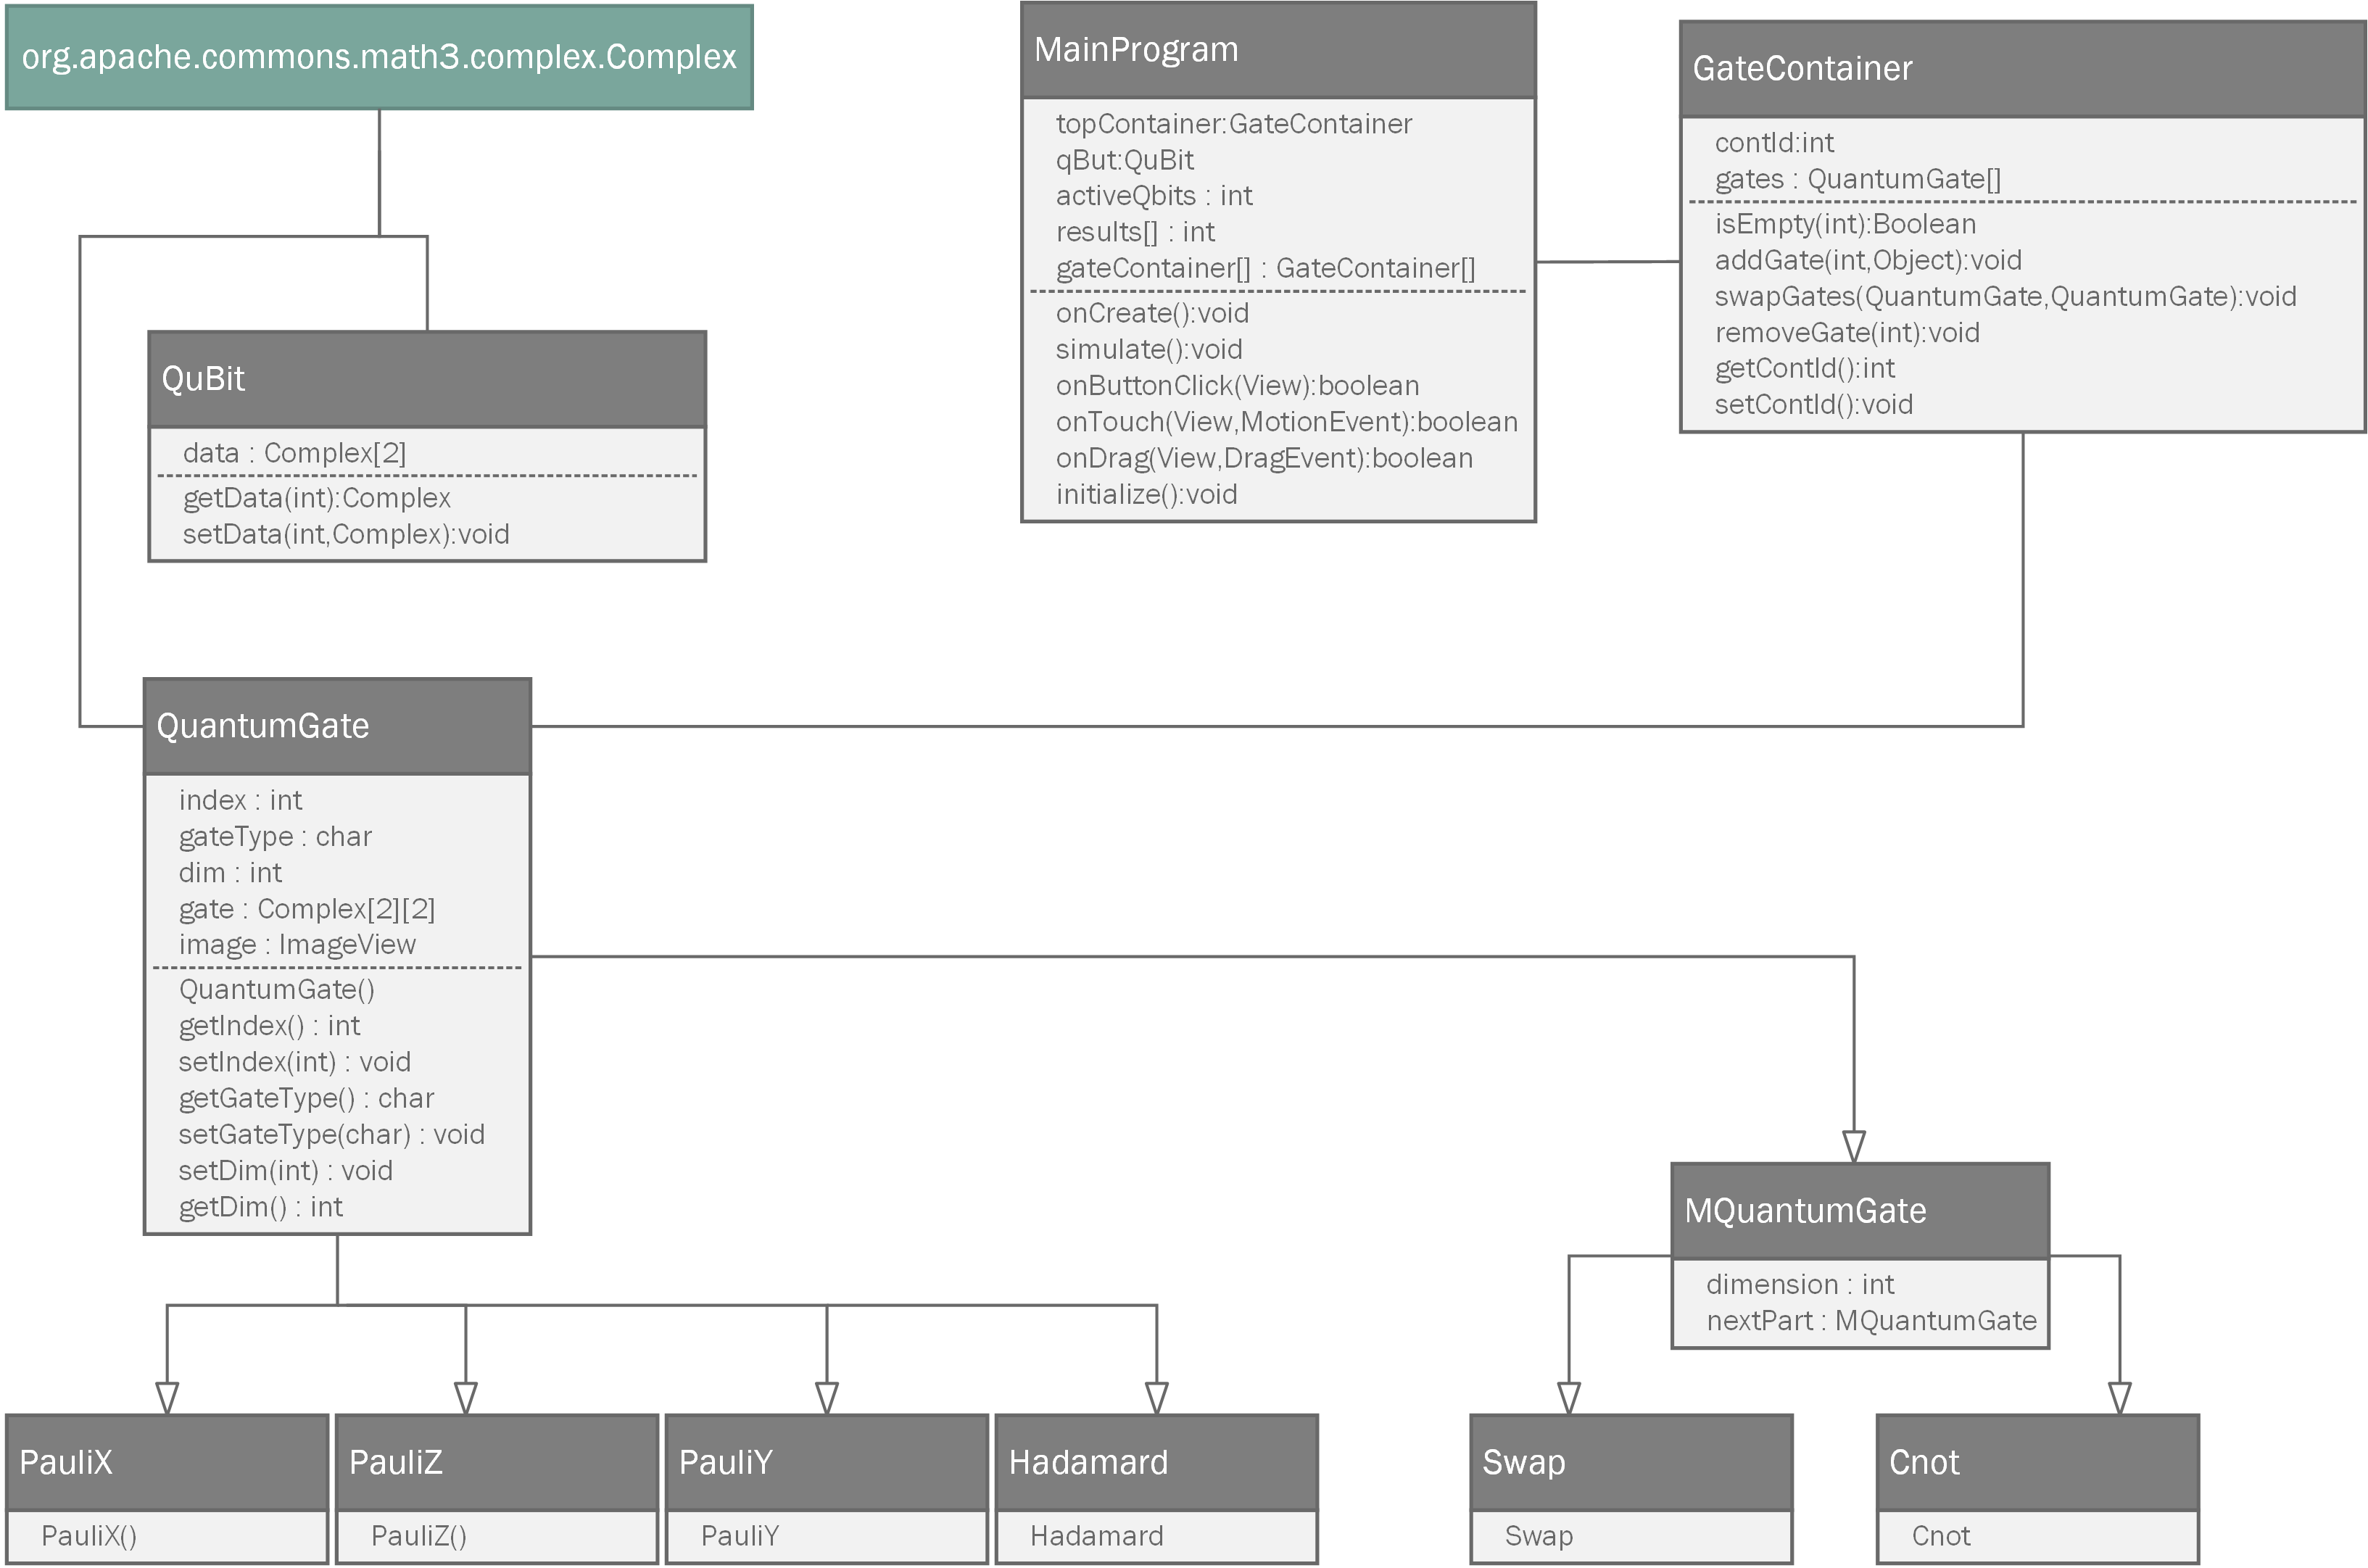 org.apache.commons.math3.complex.Complex
MainProgram
topContainer:GateContainer
qBut:QuBit
activeQbits : int
results[] : int
gateContainer[] : GateContainer[]
onCreate():void
simulate():void
onButtonClick(View):boolean
onTouch(View,MotionEvent):boolean
onDrag(View,DragEvent):boolean
initialize():void
GateContainer
contId:int
gates : QuantumGate[]
isEmpty(int):Boolean
addGate(int,Object):void
swapGates(QuantumGate,QuantumGate):void
removeGate(int):void
getContId():int
setContId():void
QuBit
data : Complex[2]
getData(int):Complex
setData(int,Complex):void
QuantumGate
index : int
gateType : char
dim : int
gate : Complex[2][2]
image : ImageView
QuantumGate()
getIndex() : int
setIndex(int) : void
getGateType() : char
setGateType(char) : void
setDim(int) : void
getDim() : int
MQuantumGate
dimension : int
nextPart : MQuantumGate
PauliX
PauliX()
PauliZ
PauliZ()
PauliY
PauliY
Hadamard
Hadamard
Swap
Swap
Cnot
Cnot